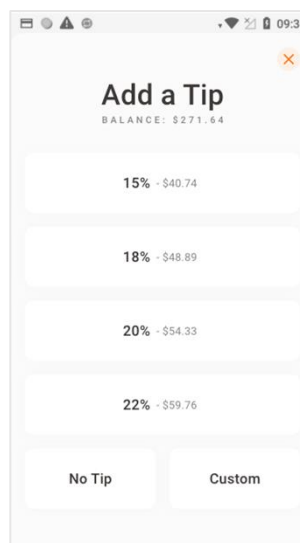 09:3
Add a Tip
BALANCE: $271.64
15% - $40.74
18% - $48.89
20% - $54.33
22% - $59.76
No Tip
Custom